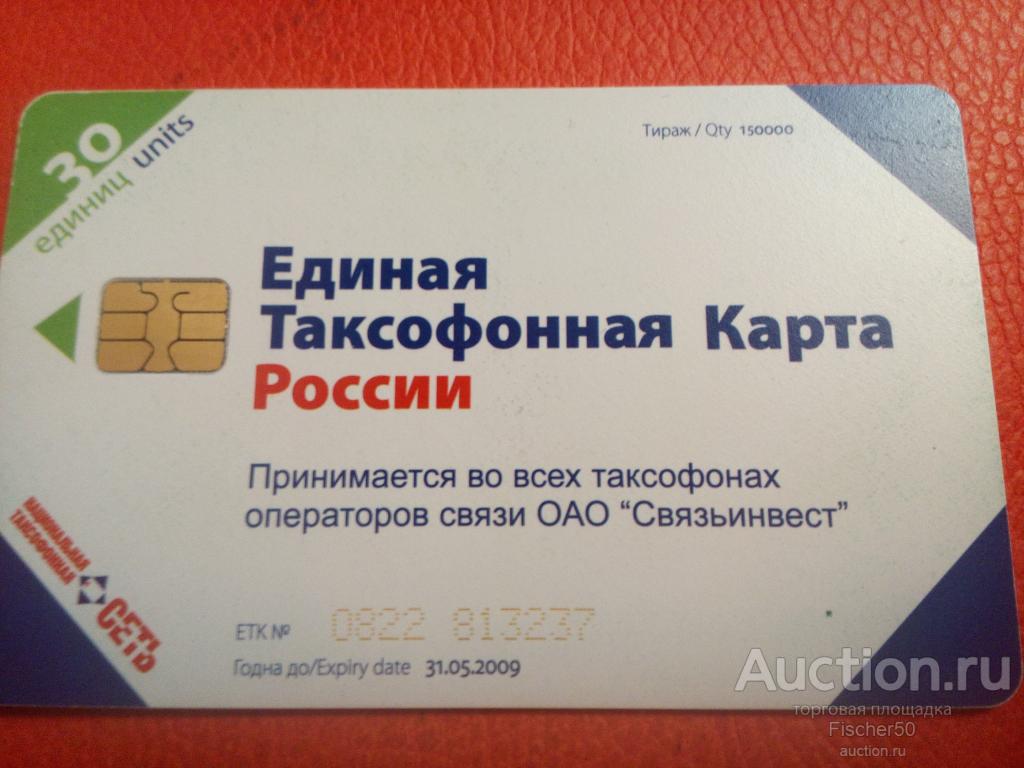 30
единиц units
Тираж / Qty 150000
Единая
Таксофонная Карта
России
Принимается во всех таксофонах
операторов связи ОАО “Связьинвест”
НАЦИОНАЛЬНАЯ
ТАКСОФОННАЯ
СЕТЬ
ЕТК № 0822 813237
Годна до/Expiry date 31.05.2009
Auction.ru
торговая площадка
Fischer50
auction.ru